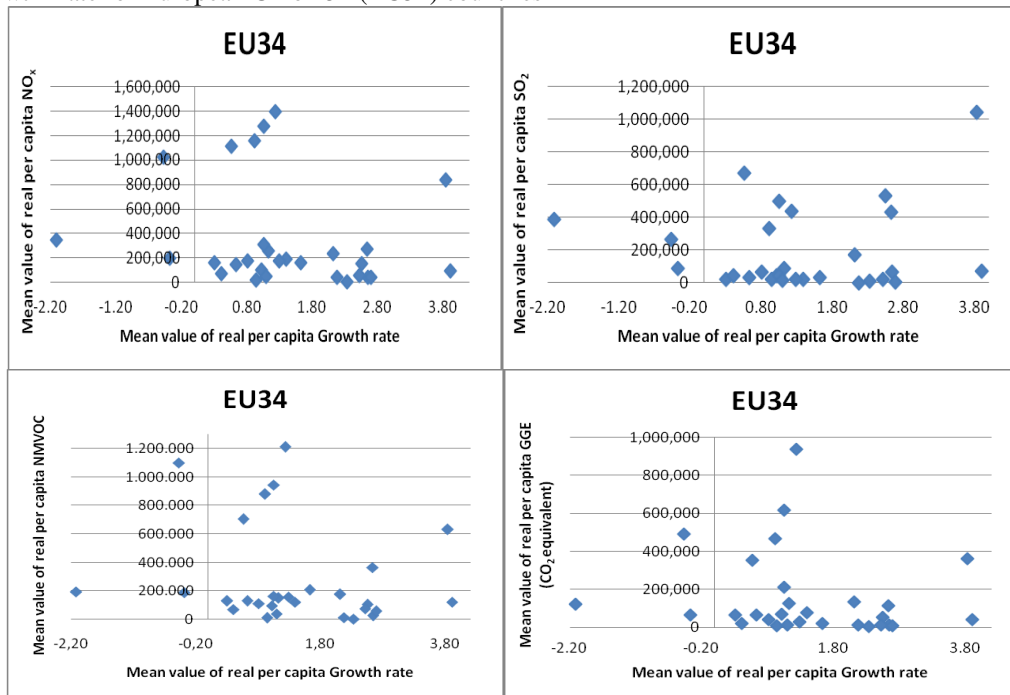 European countries
EU34
Mean value of real per capita NOₓ
1,600,000
1,400,000
1,200,000
1,000,000
800,000
600,000
400,000
200,000
0
-2.20 -1.20 -0.20 0.80 1.80 2.80 3.80
Mean value of real per capita Growth rate
EU34
Mean value of real per capita SO₂
1,200,000
1,000,000
800,000
600,000
400,000
200,000
0
-2.20 -1.20 -0.20 0.80 1.80 2.80 3.80
Mean value of real per capita Growth rate
EU34
Mean value of real per capita NMVOC
1.200.000
1.000.000
800.000
600.000
400.000
200.000
0
-2,20 -0,20 1,80 3,80
Mean value of real per capita Growth rate
EU34
Mean value of real per capita GGE
(CO₂ equivalent)
1,000,000
800,000
600,000
400,000
200,000
0
-2.20 -0.20 1.80 3.80
Mean value of real per capita Growth rate